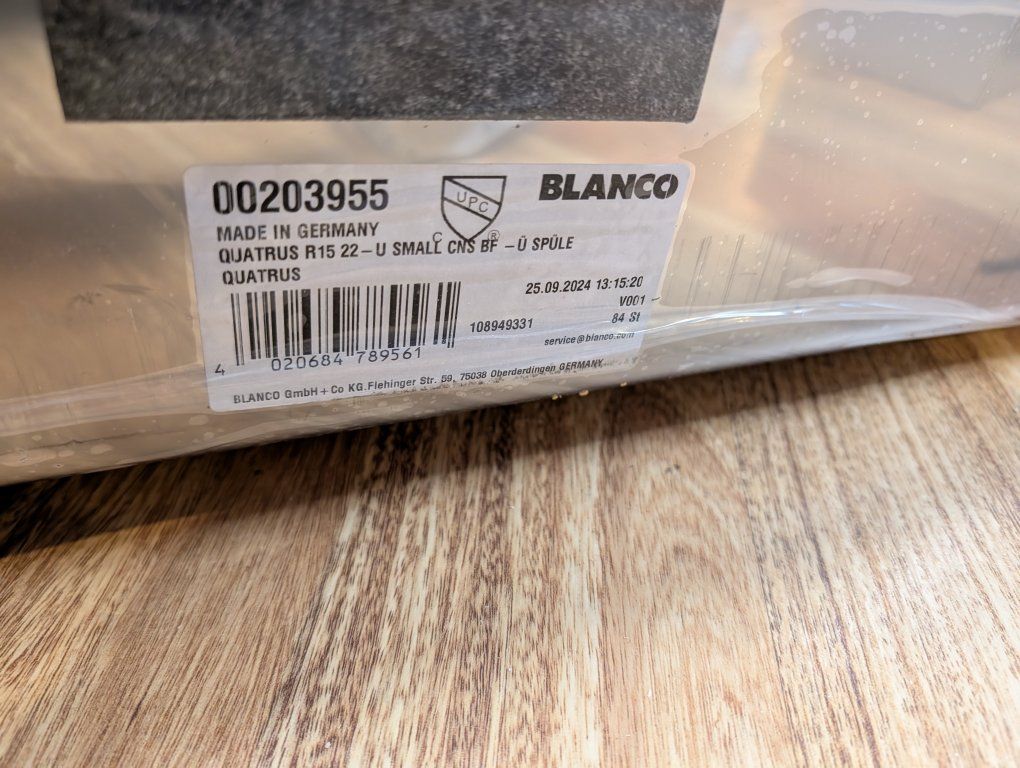 00203955
UPC
C ®
BLANCO
MADE IN GERMANY
QUATRUS R15 22-U SMALL CNS BF -Ü SPÜLE
QUATRUS
25.09.2024 13:15:20
V001
108949331
84 St
service@blanco.com
4 020684 789561
BLANCO GmbH + Co KG.Flehinger Str. 59, 75038 Oberderdingen GERMANY